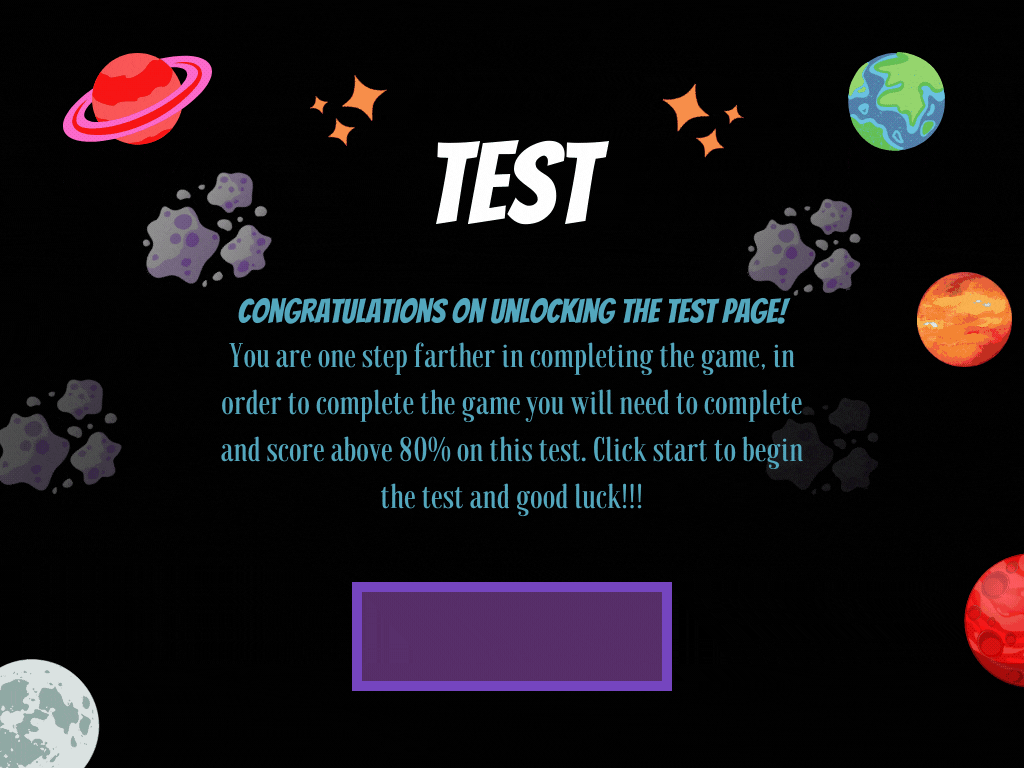 TEST
CONGRATULATIONS ON UNLOCKING THE TEST PAGE!
You are one step farther in completing the game, in
order to complete the game you will need to complete
and score above 80% on this test. Click start to begin
the test and good luck!!!